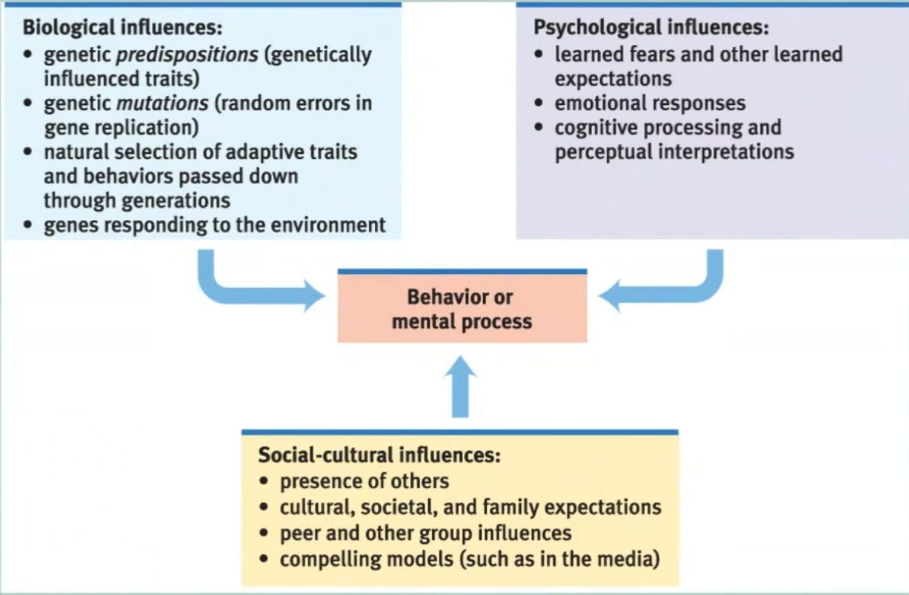 Biological influences:
• genetic predispositions (genetically
influenced traits)
• genetic mutations (random errors in
gene replication)
• natural selection of adaptive traits
and behaviors passed down
through generations
• genes responding to the environment
Psychological influences:
• learned fears and other learned
expectations
• emotional responses
• cognitive processing and
perceptual interpretations
Behavior or
mental process
Social-cultural influences:
• presence of others
• cultural, societal, and family expectations
• peer and other group influences
• compelling models (such as in the media)